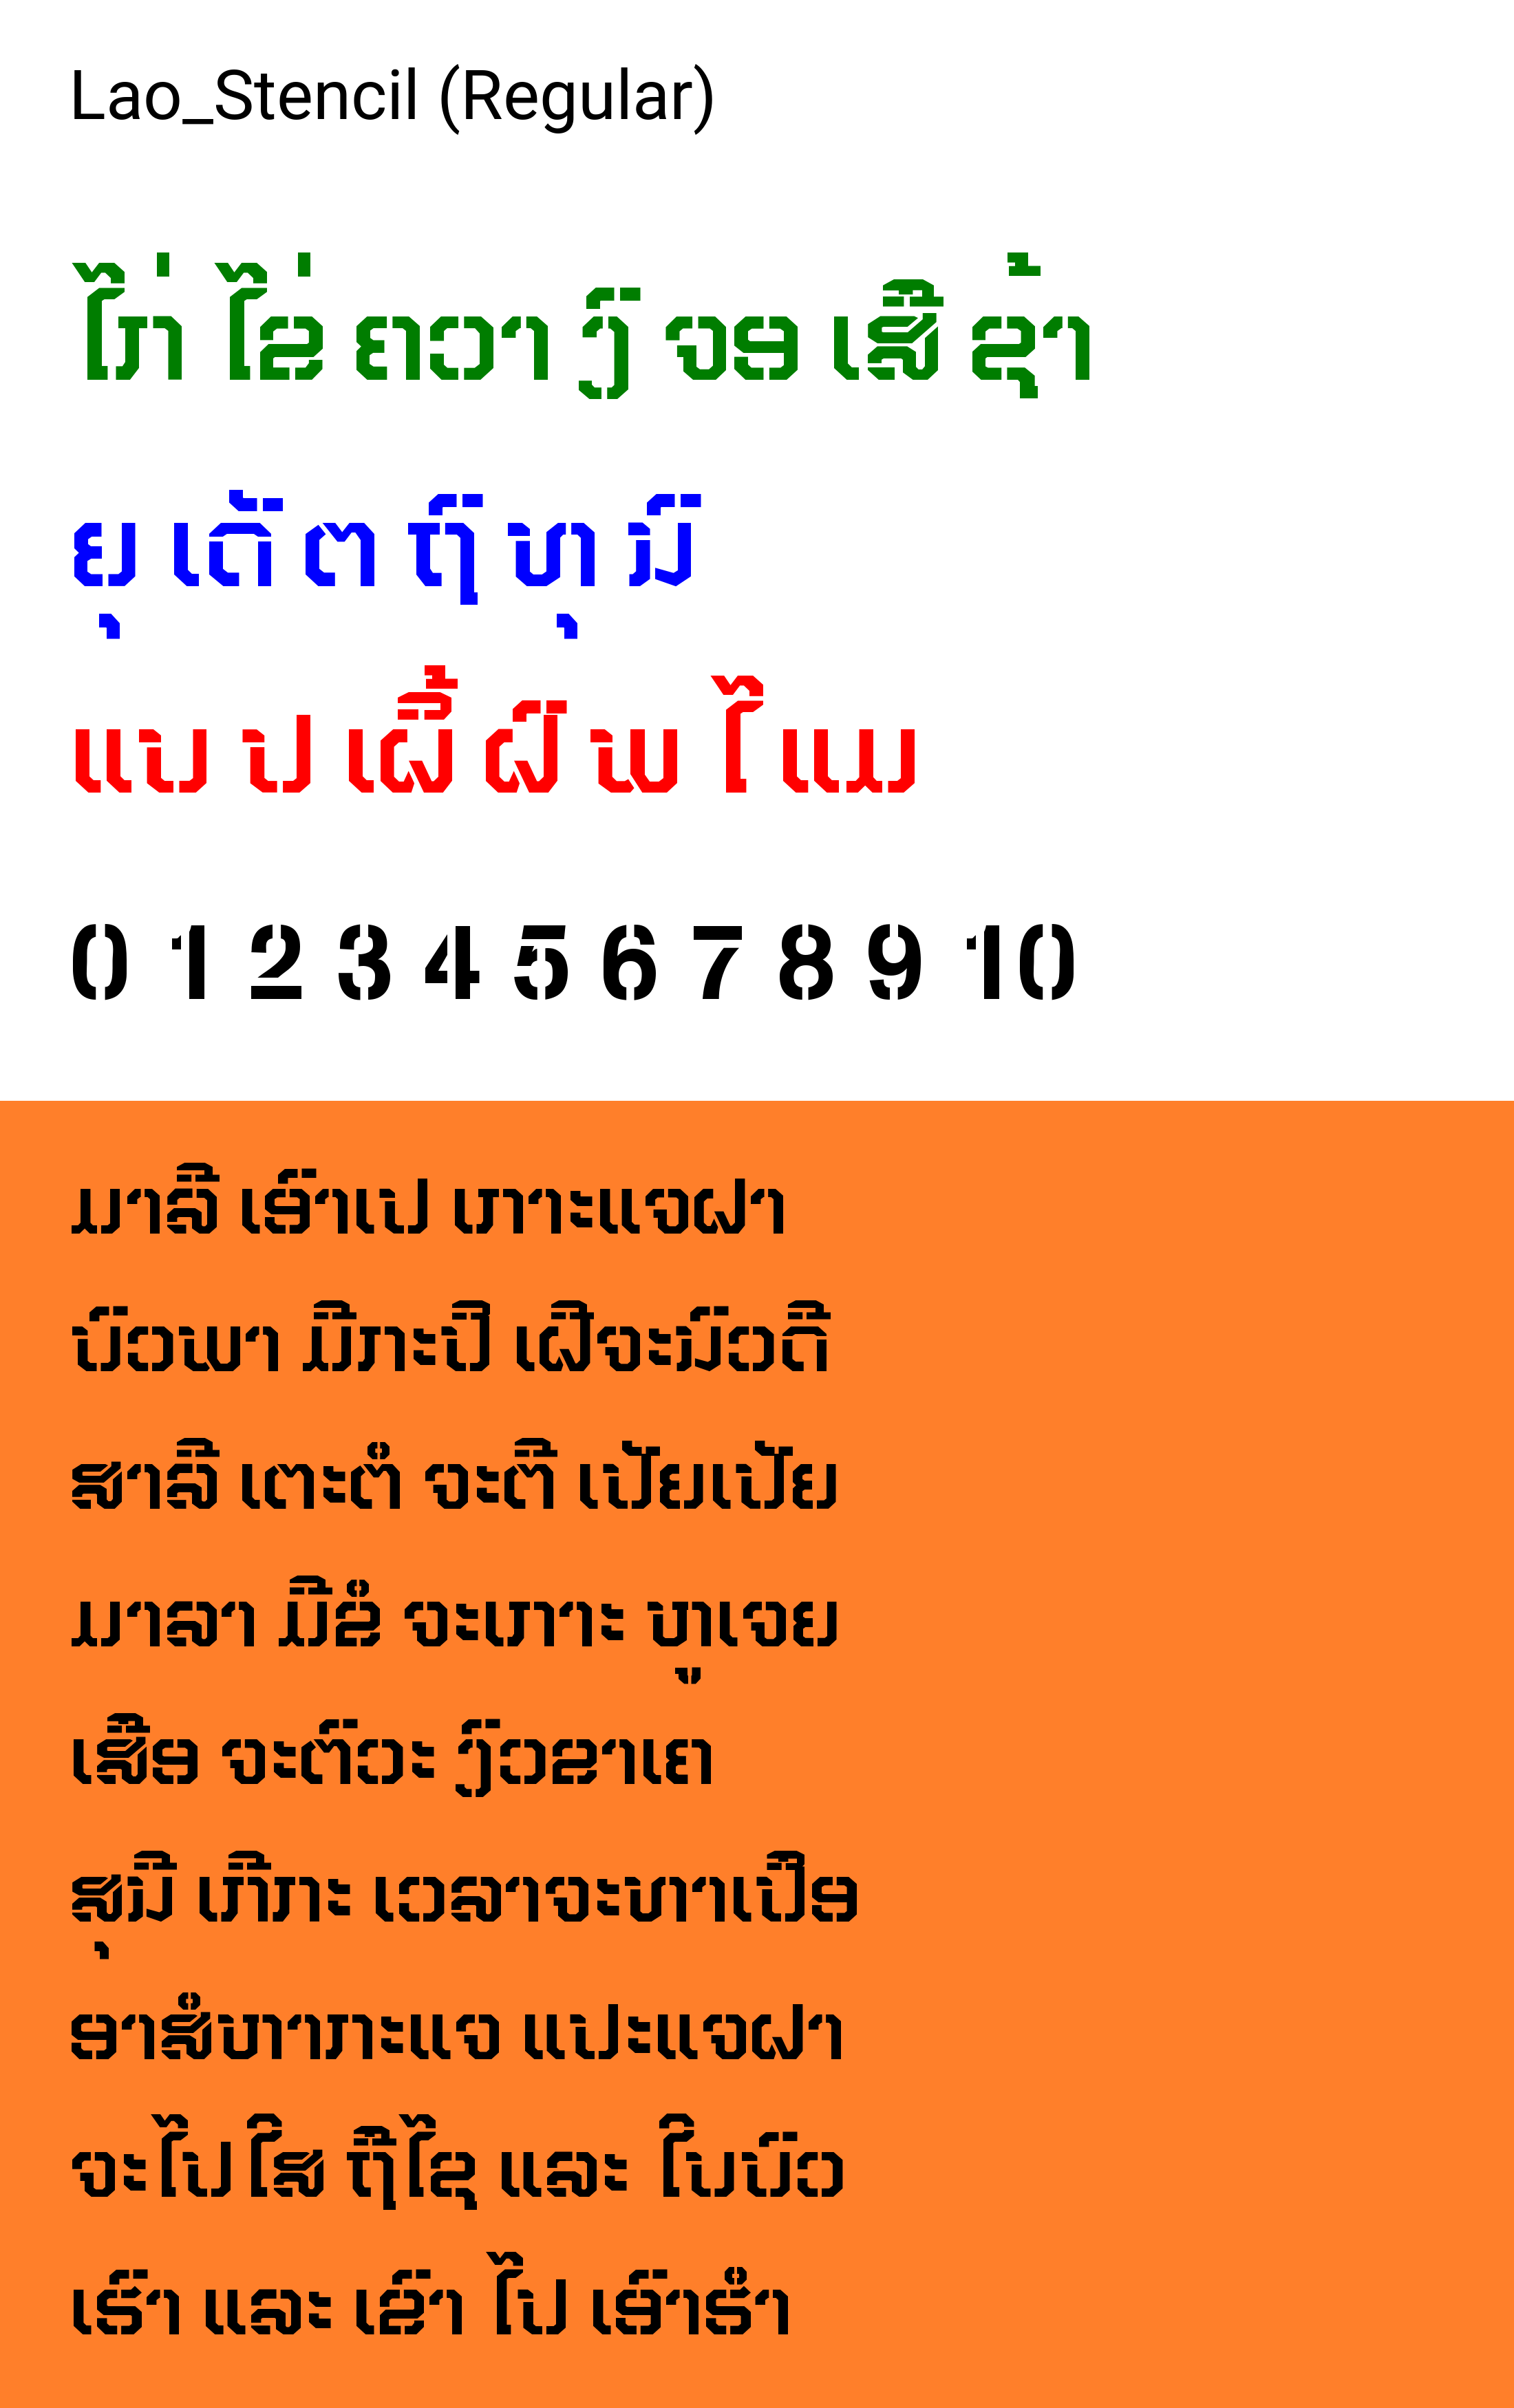 Lao_Stencil (Regular)
ໄກ່ ໄຂ່ ຄວາ ງົ ຈອ ເສື ຊ້າ
ຍຸ ເດັ ຕ ຖົ ທຸ ນົ
ແບ ປ ເຜິ້ ຝົ ພ ໄ ແມ
0 1 2 3 4 5 6 7 8 9 10
ມາລີ ເອົາເປ ເກາະແຈຝາ
ບົວພາ ມີກະປີ ເຝີຈະນົວດີ
ສາລີ ເຕະຕໍ ຈະຕີ ເປັຍເປັຍ
ມາລາ ມີຂໍ ຈະເກາະ ຫູເຈຍ
ເສືອ ຈະຕົວະ ງົວຂາເຄ
ສຸນີ ເກີກະ ເວລາຈະທາເປືອ
ອາສໍຫາກະແຈ ແປະແຈຝາ
ຈະໄປໃສ ຖືໄຊ ແລະ ໃບບົວ
ເຮົາ ແລະ ເຂົາ ໄປ ເອົາຮໍາ